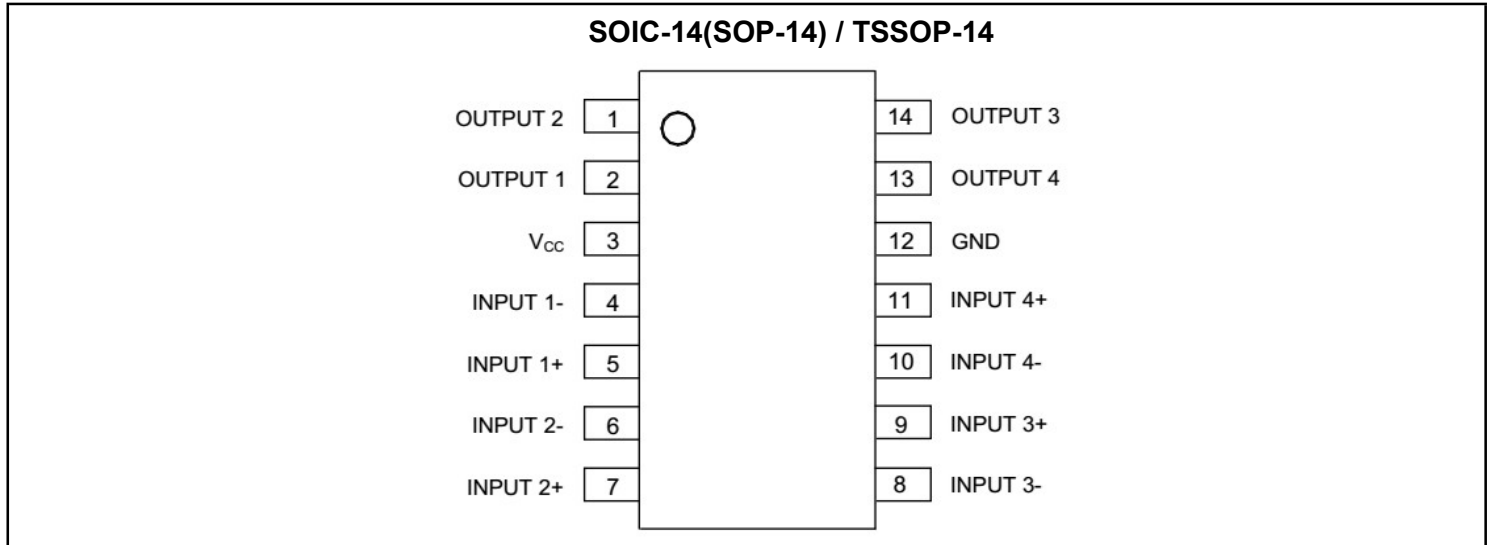 SOIC-14(SOP-14) / TSSOP-14
OUTPUT 2 1 14 OUTPUT 3
OUTPUT 1 2 13 OUTPUT 4
VCC 3 12 GND
INPUT 1- 4 11 INPUT 4+
INPUT 1+ 5 10 INPUT 4-
INPUT 2- 6 9 INPUT 3+
INPUT 2+ 7 8 INPUT 3-